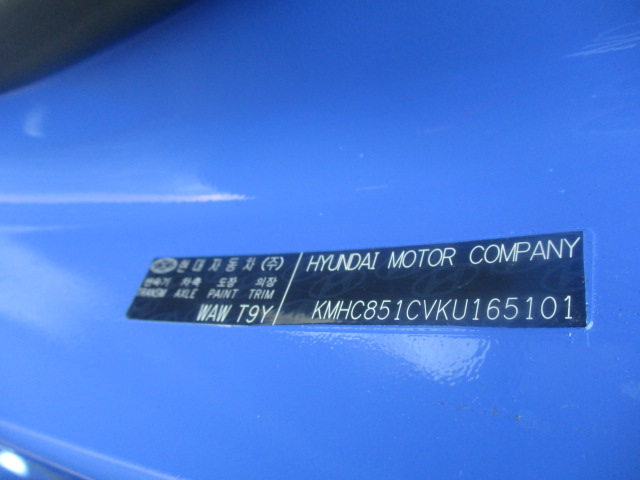 현대자동차(주)
변속기 차축 도장 의장
TRANSM AXLE PAINT TRIM
WAW T9Y
HYUNDAI MOTOR COMPANY
KMHC851CVKU165101